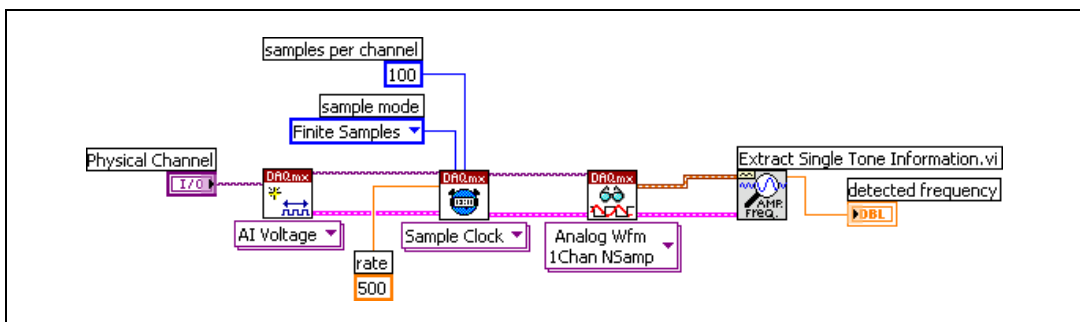 samples per channel
100
sample mode
Finite Samples
Physical Channel
I/O
DAQmx
AI Voltage
rate
500
DAQmx
Sample Clock
DAQmx
Analog Wfm
1Chan NSamp
Extract Single Tone Information.vi
AMP.
FREQ.
detected frequency
DBL